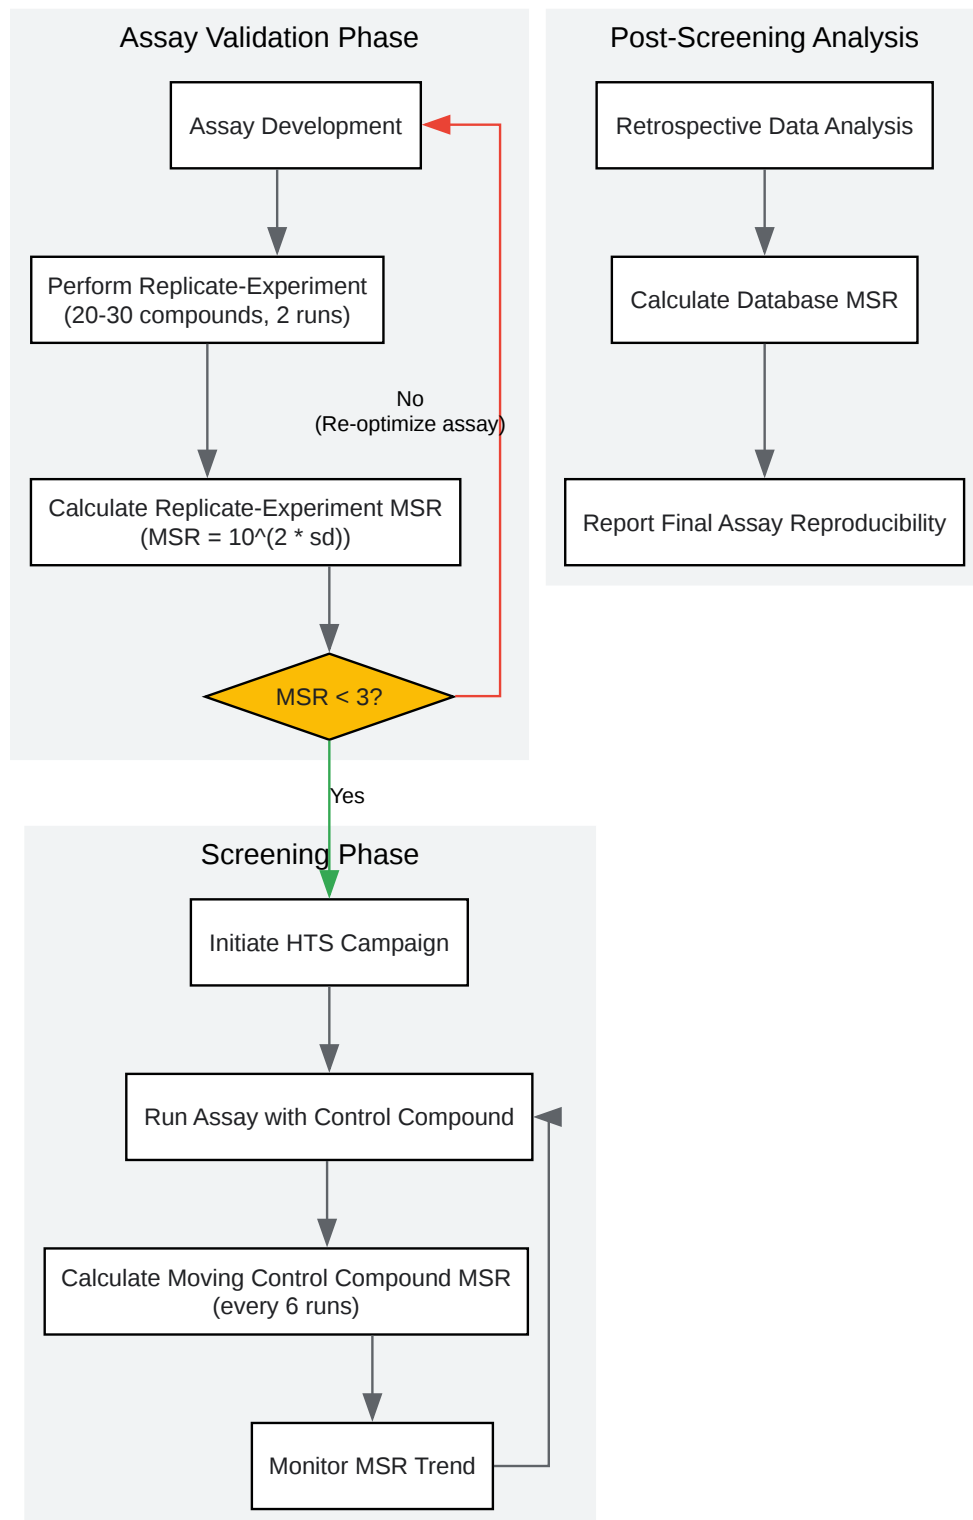 Assay Validation Phase
Assay Development
Perform Replicate-Experiment
(20-30 compounds, 2 runs)
No
(Re-optimize assay)
Calculate Replicate-Experiment MSR
(MSR = 10^(2 * sd))
MSR < 3?
Yes
Screening Phase
Initiate HTS Campaign
Run Assay with Control Compound
Calculate Moving Control Compound MSR
(every 6 runs)
Monitor MSR Trend
Post-Screening Analysis
Retrospective Data Analysis
Calculate Database MSR
Report Final Assay Reproducibility